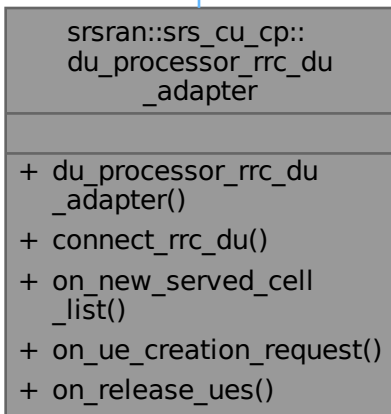 srsran::srs_cu_cp::
du_processor_rrc_du
_adapter
+ du_processor_rrc_du
_adapter()
+ connect_rrc_du()
+ on_new_served_cell
_list()
+ on_ue_creation_request()
+ on_release_ues()